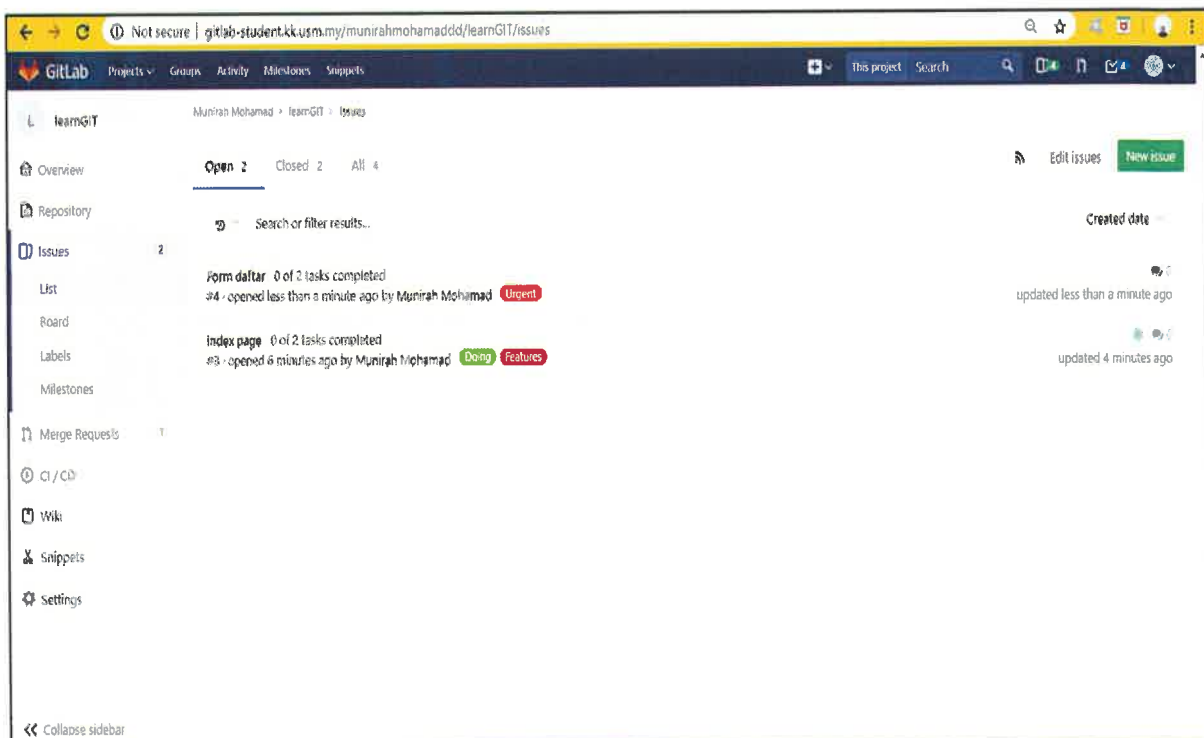 Not secure | gitlab-student.kk.usm.my/munirahmohamaddd/learnGIT/issues
GitLab Projects Groups Activity Milestones Snippets This project Search 4 4
L learnGIT
Munirah Mohamad > learnGIT > Issues
Overview
Open 2 Closed 2 All 4
Edit issues New issue
Repository
Search or filter results...
Created date
Issues 2
List
Board
Labels
Milestones
Form daftar 0 of 2 tasks completed
#4 · opened less than a minute ago by Munirah Mohamad Urgent
0
updated less than a minute ago
Index page 0 of 2 tasks completed
#3 · opened 6 minutes ago by Munirah Mohamad Doing Features
0
updated 4 minutes ago
Merge Requests
CI / CD
Wiki
Snippets
Settings
Collapse sidebar